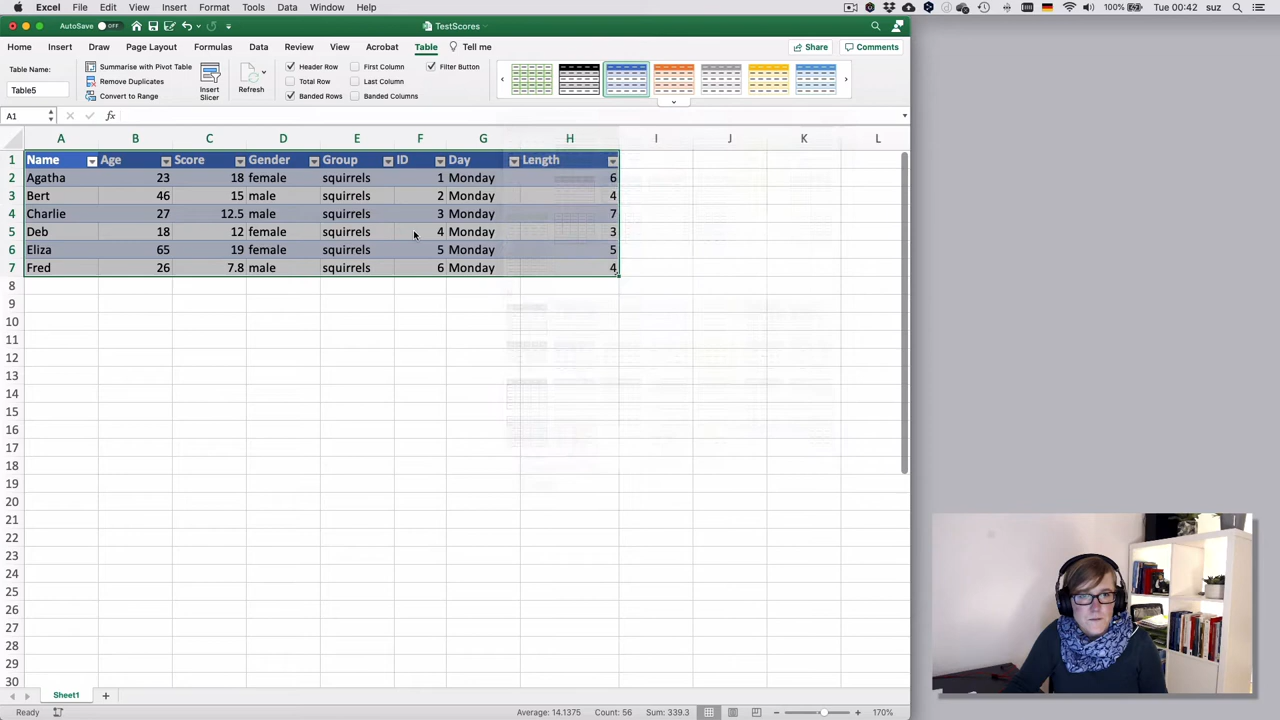 Excel File Edit View Insert Format Tools Data Window Help 100% Tue 00:42 suz
AutoSave OFF TestScores
Home Insert Draw Page Layout Formulas Data Review View Acrobat Table Tell me Share Comments
Table Name:
Table5
Summarize with Pivot Table
Remove Duplicates
Convert to Range
Insert
Slicer
Refresh
Header Row First Column Filter Button
Total Row Last Column
Banded Rows Banded Columns
A1 fx
A B C D E F G H I J K L
1 Name Age Score Gender Group ID Day Length
2 Agatha 23 18 female squirrels 1 Monday 6
3 Bert 46 15 male squirrels 2 Monday 4
4 Charlie 27 12.5 male squirrels 3 Monday 7
5 Deb 18 12 female squirrels 4 Monday 3
6 Eliza 65 19 female squirrels 5 Monday 5
7 Fred 26 7.8 male squirrels 6 Monday 4
8
9
10
11
12
13
14
15
16
17
18
19
20
21
22
23
24
25
26
27
28
29
30
Sheet1 +
Average: 14.1375 Count: 56 Sum: 339.3 170%